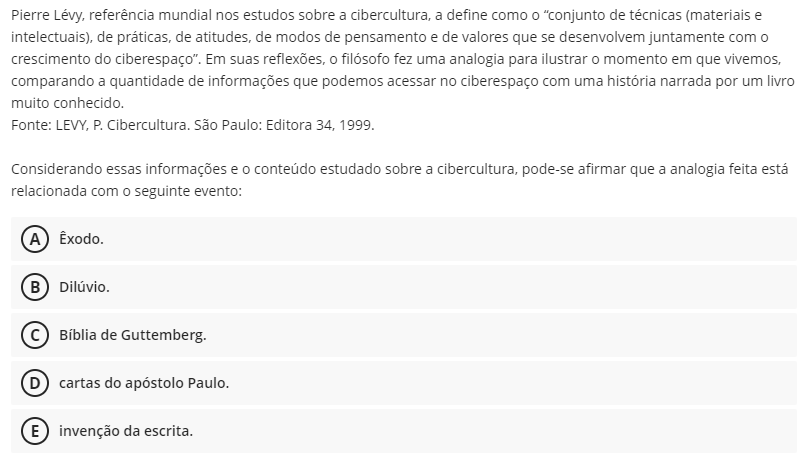 Pierre Lévy, referência mundial nos estudos sobre a cibercultura, a define como o “conjunto de técnicas (materiais e
intelectuais), de práticas, de atitudes, de modos de pensamento e de valores que se desenvolvem juntamente com o
crescimento do ciberespaço”. Em suas reflexões, o filósofo fez uma analogia para ilustrar o momento em que vivemos,
comparando a quantidade de informações que podemos acessar no ciberespaço com uma história narrada por um livro
muito conhecido.
Fonte: LEVY, P. Cibercultura. São Paulo: Editora 34, 1999.
Considerando essas informações e o conteúdo estudado sobre a cibercultura, pode-se afirmar que a analogia feita está
relacionada com o seguinte evento:
A Êxodo.
B Dilúvio.
C Bíblia de Guttemberg.
D cartas do apóstolo Paulo.
E invenção da escrita.